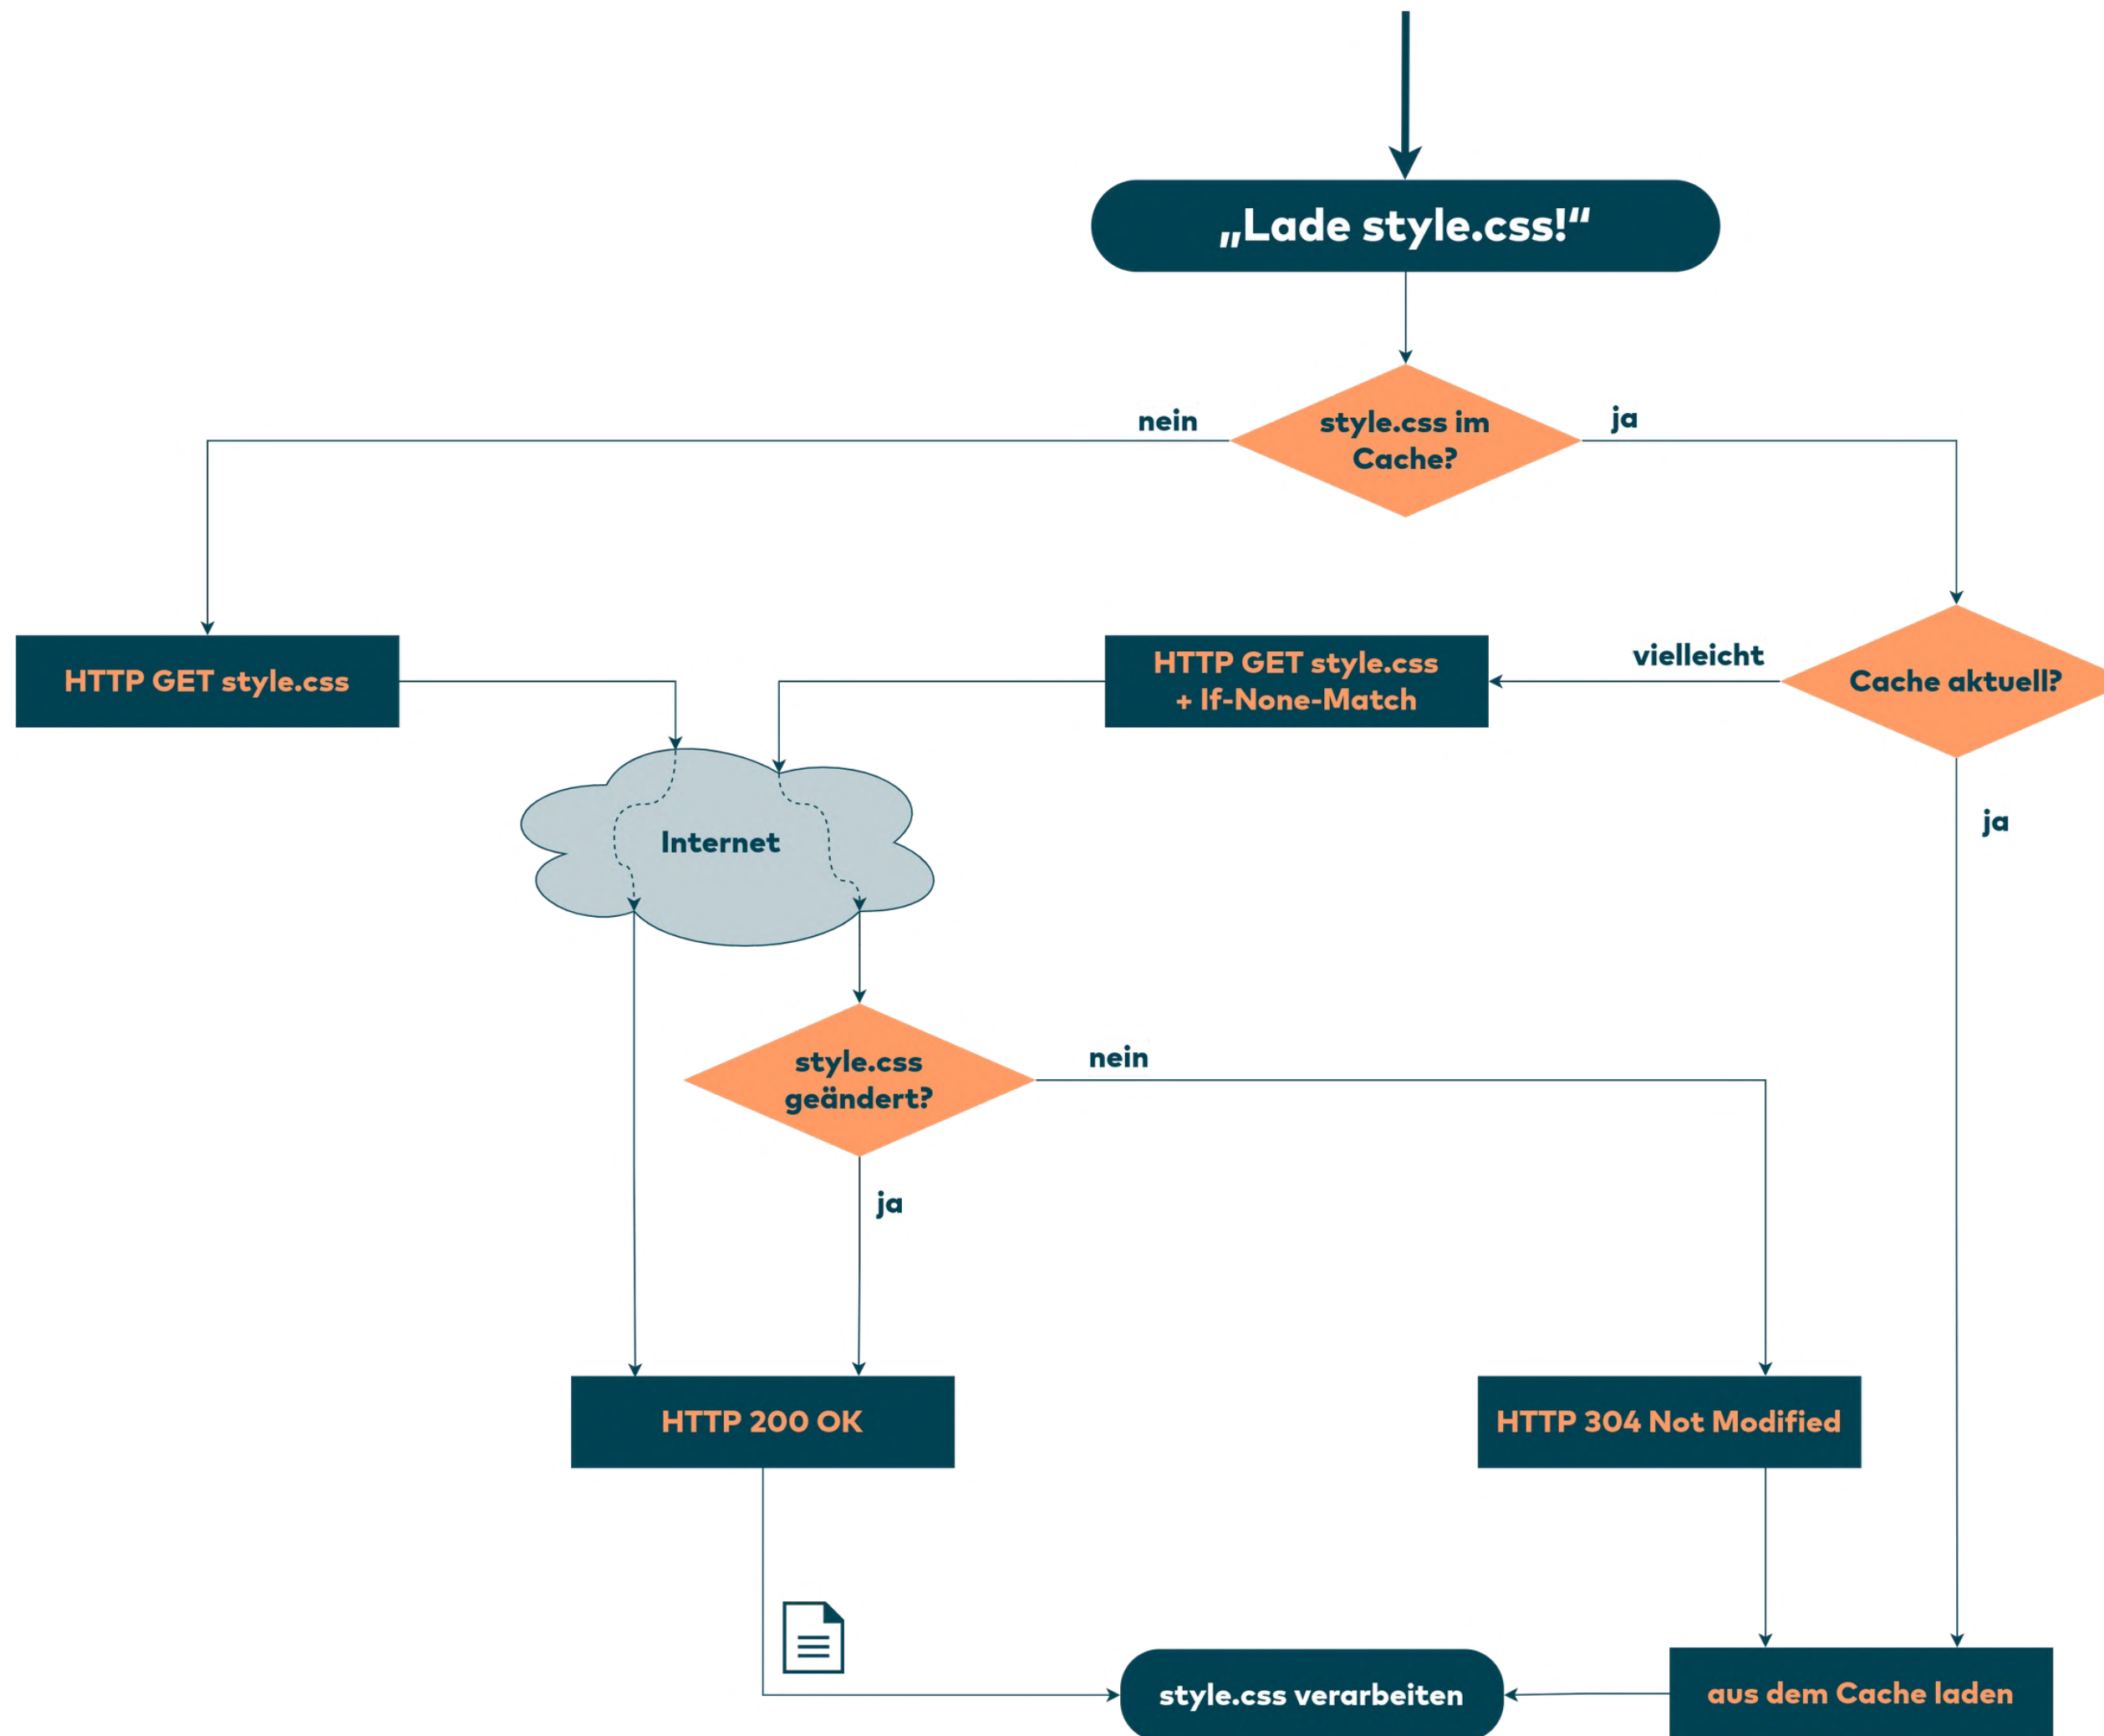 „Lade style.css!“
nein
style.css im
Cache?
ja
HTTP GET style.css
HTTP GET style.css
+ If-None-Match
vielleicht
Cache aktuell?
Internet
ja
style.css
geändert?
nein
ja
HTTP 200 OK
HTTP 304 Not Modified
style.css verarbeiten
aus dem Cache laden